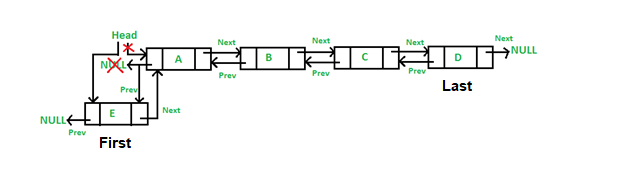 Head
Next
Next
Next
Next
NULL
A
B
C
D
NULL
Prev
Prev
Prev
Prev
Last
E
Next
NULL
Prev
First